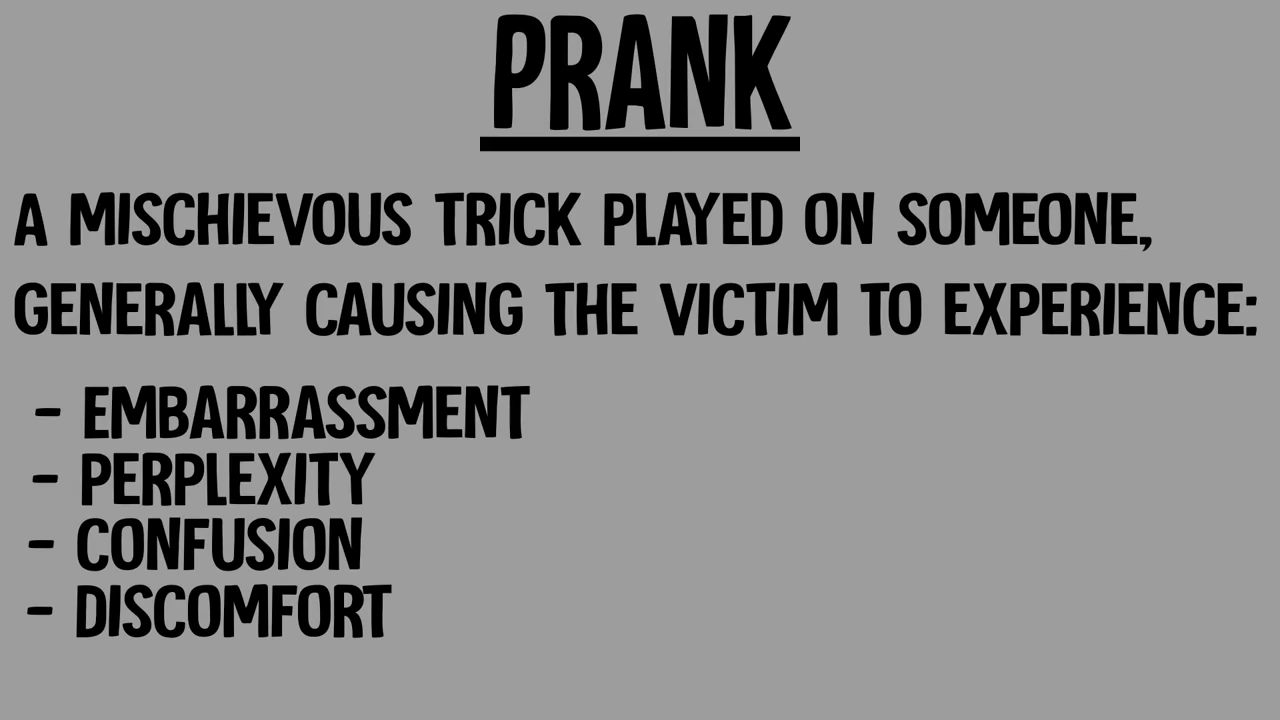 PRANK
A MISCHIEVOUS TRICK PLAYED ON SOMEONE,
GENERALLY CAUSING THE VICTIM TO EXPERIENCE:
- EMBARRASSMENT
- PERPLEXITY
- CONFUSION
- DISCOMFORT